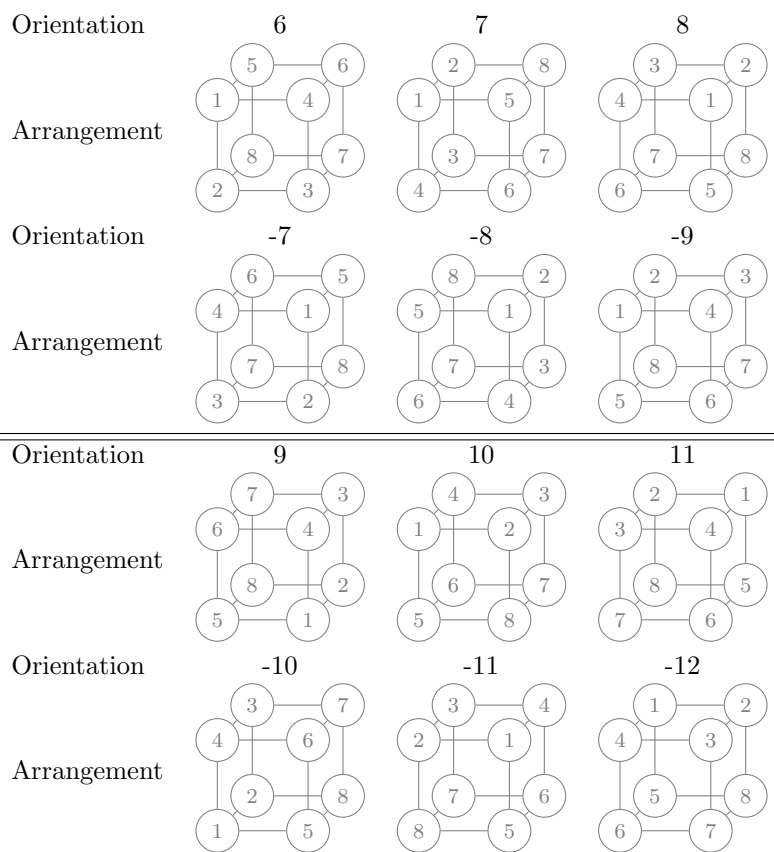 Orientation 6 7 8
5 6 2 8 3 2
1 4 1 5 4 1
Arrangement
8 7 3 7 7 8
2 3 4 6 6 5
Orientation -7 -8 -9
6 5 8 2 2 3
4 1 5 1 1 4
Arrangement
7 8 7 3 8 7
3 2 6 4 5 6
Orientation 9 10 11
7 3 4 3 2 1
6 4 1 2 3 4
Arrangement
8 2 6 7 8 5
5 1 5 8 7 6
Orientation -10 -11 -12
3 7 3 4 1 2
4 6 2 1 4 3
Arrangement
2 8 7 6 5 8
1 5 8 5 6 7